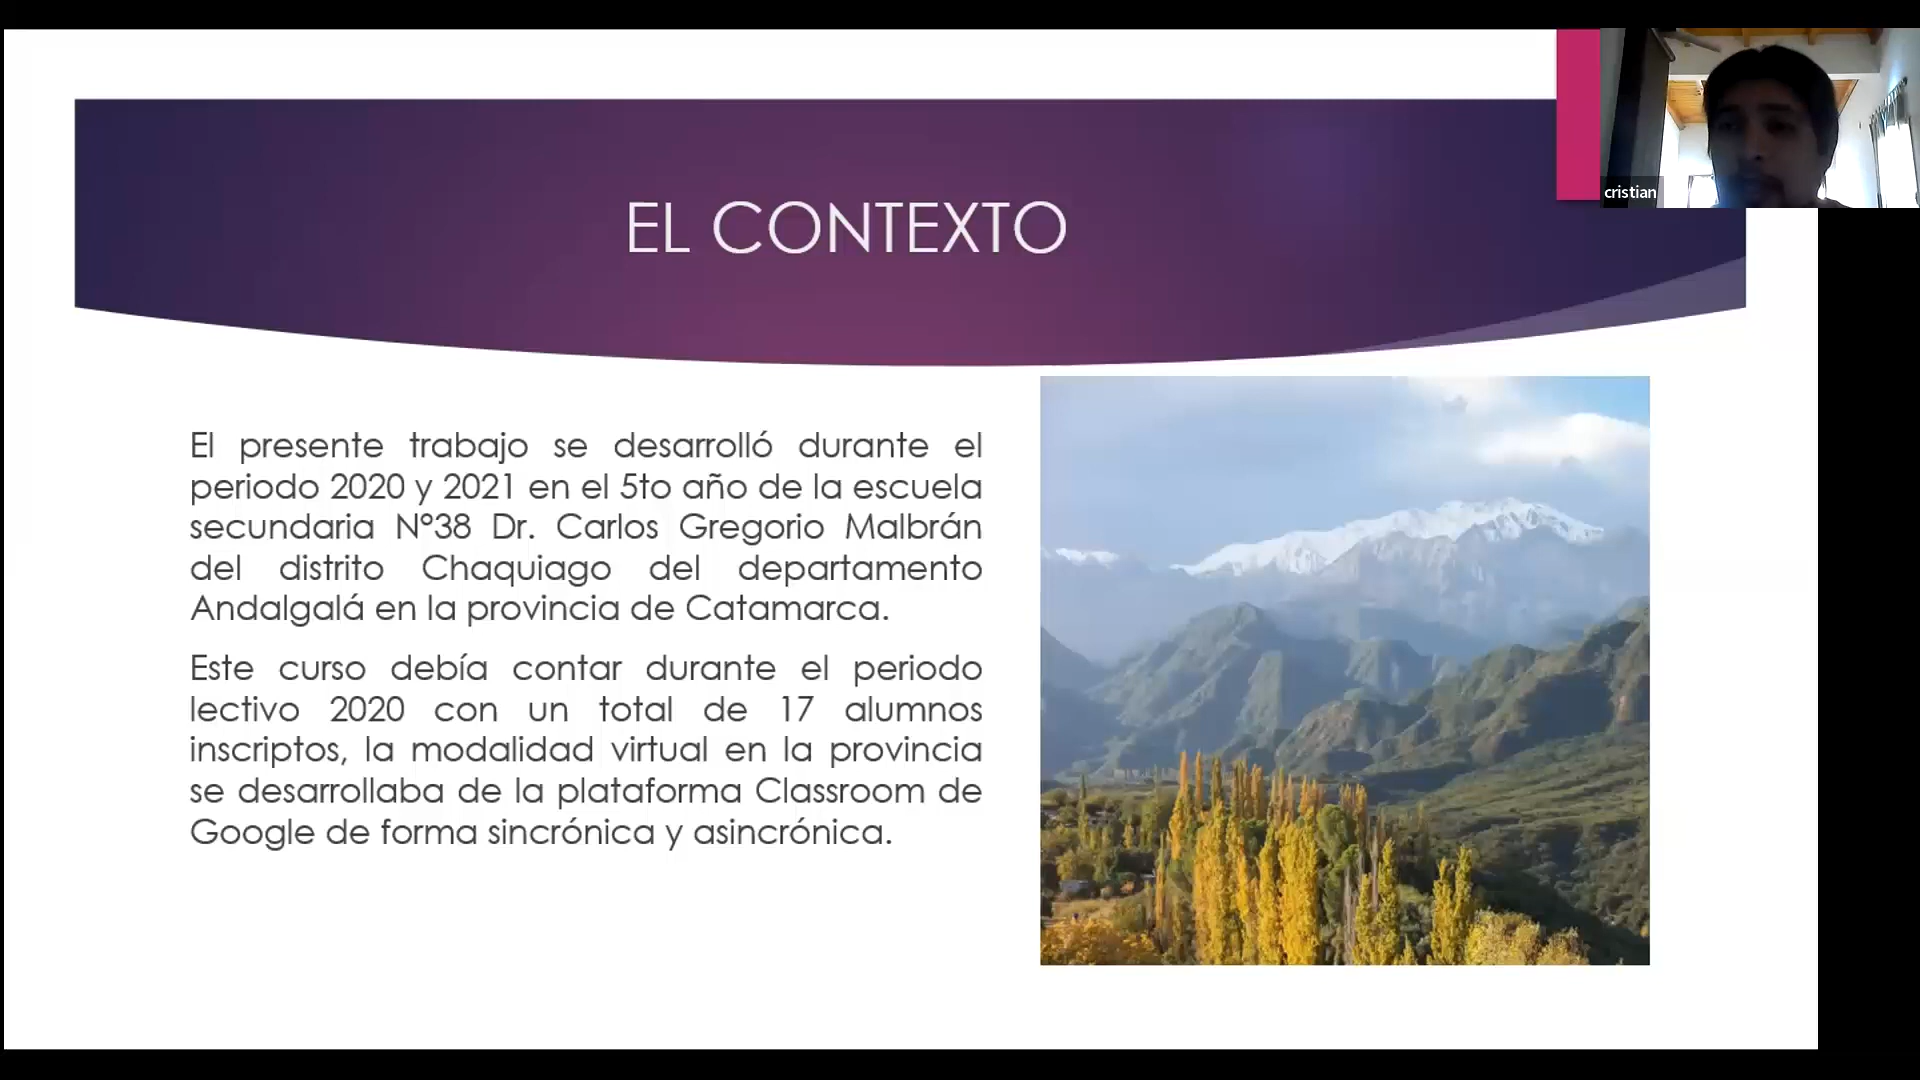 EL CONTEXTO
cristian
El presente trabajo se desarrolló durante el
periodo 2020 y 2021 en el 5to año de la escuela
secundaria N°38 Dr. Carlos Gregorio Malbrán
del distrito Chaquiago del departamento
Andalgalá en la provincia de Catamarca.
Este curso debía contar durante el periodo
lectivo 2020 con un total de 17 alumnos
inscriptos, la modalidad virtual en la provincia
se desarrollaba de la plataforma Classroom de
Google de forma sincrónica y asincrónica.